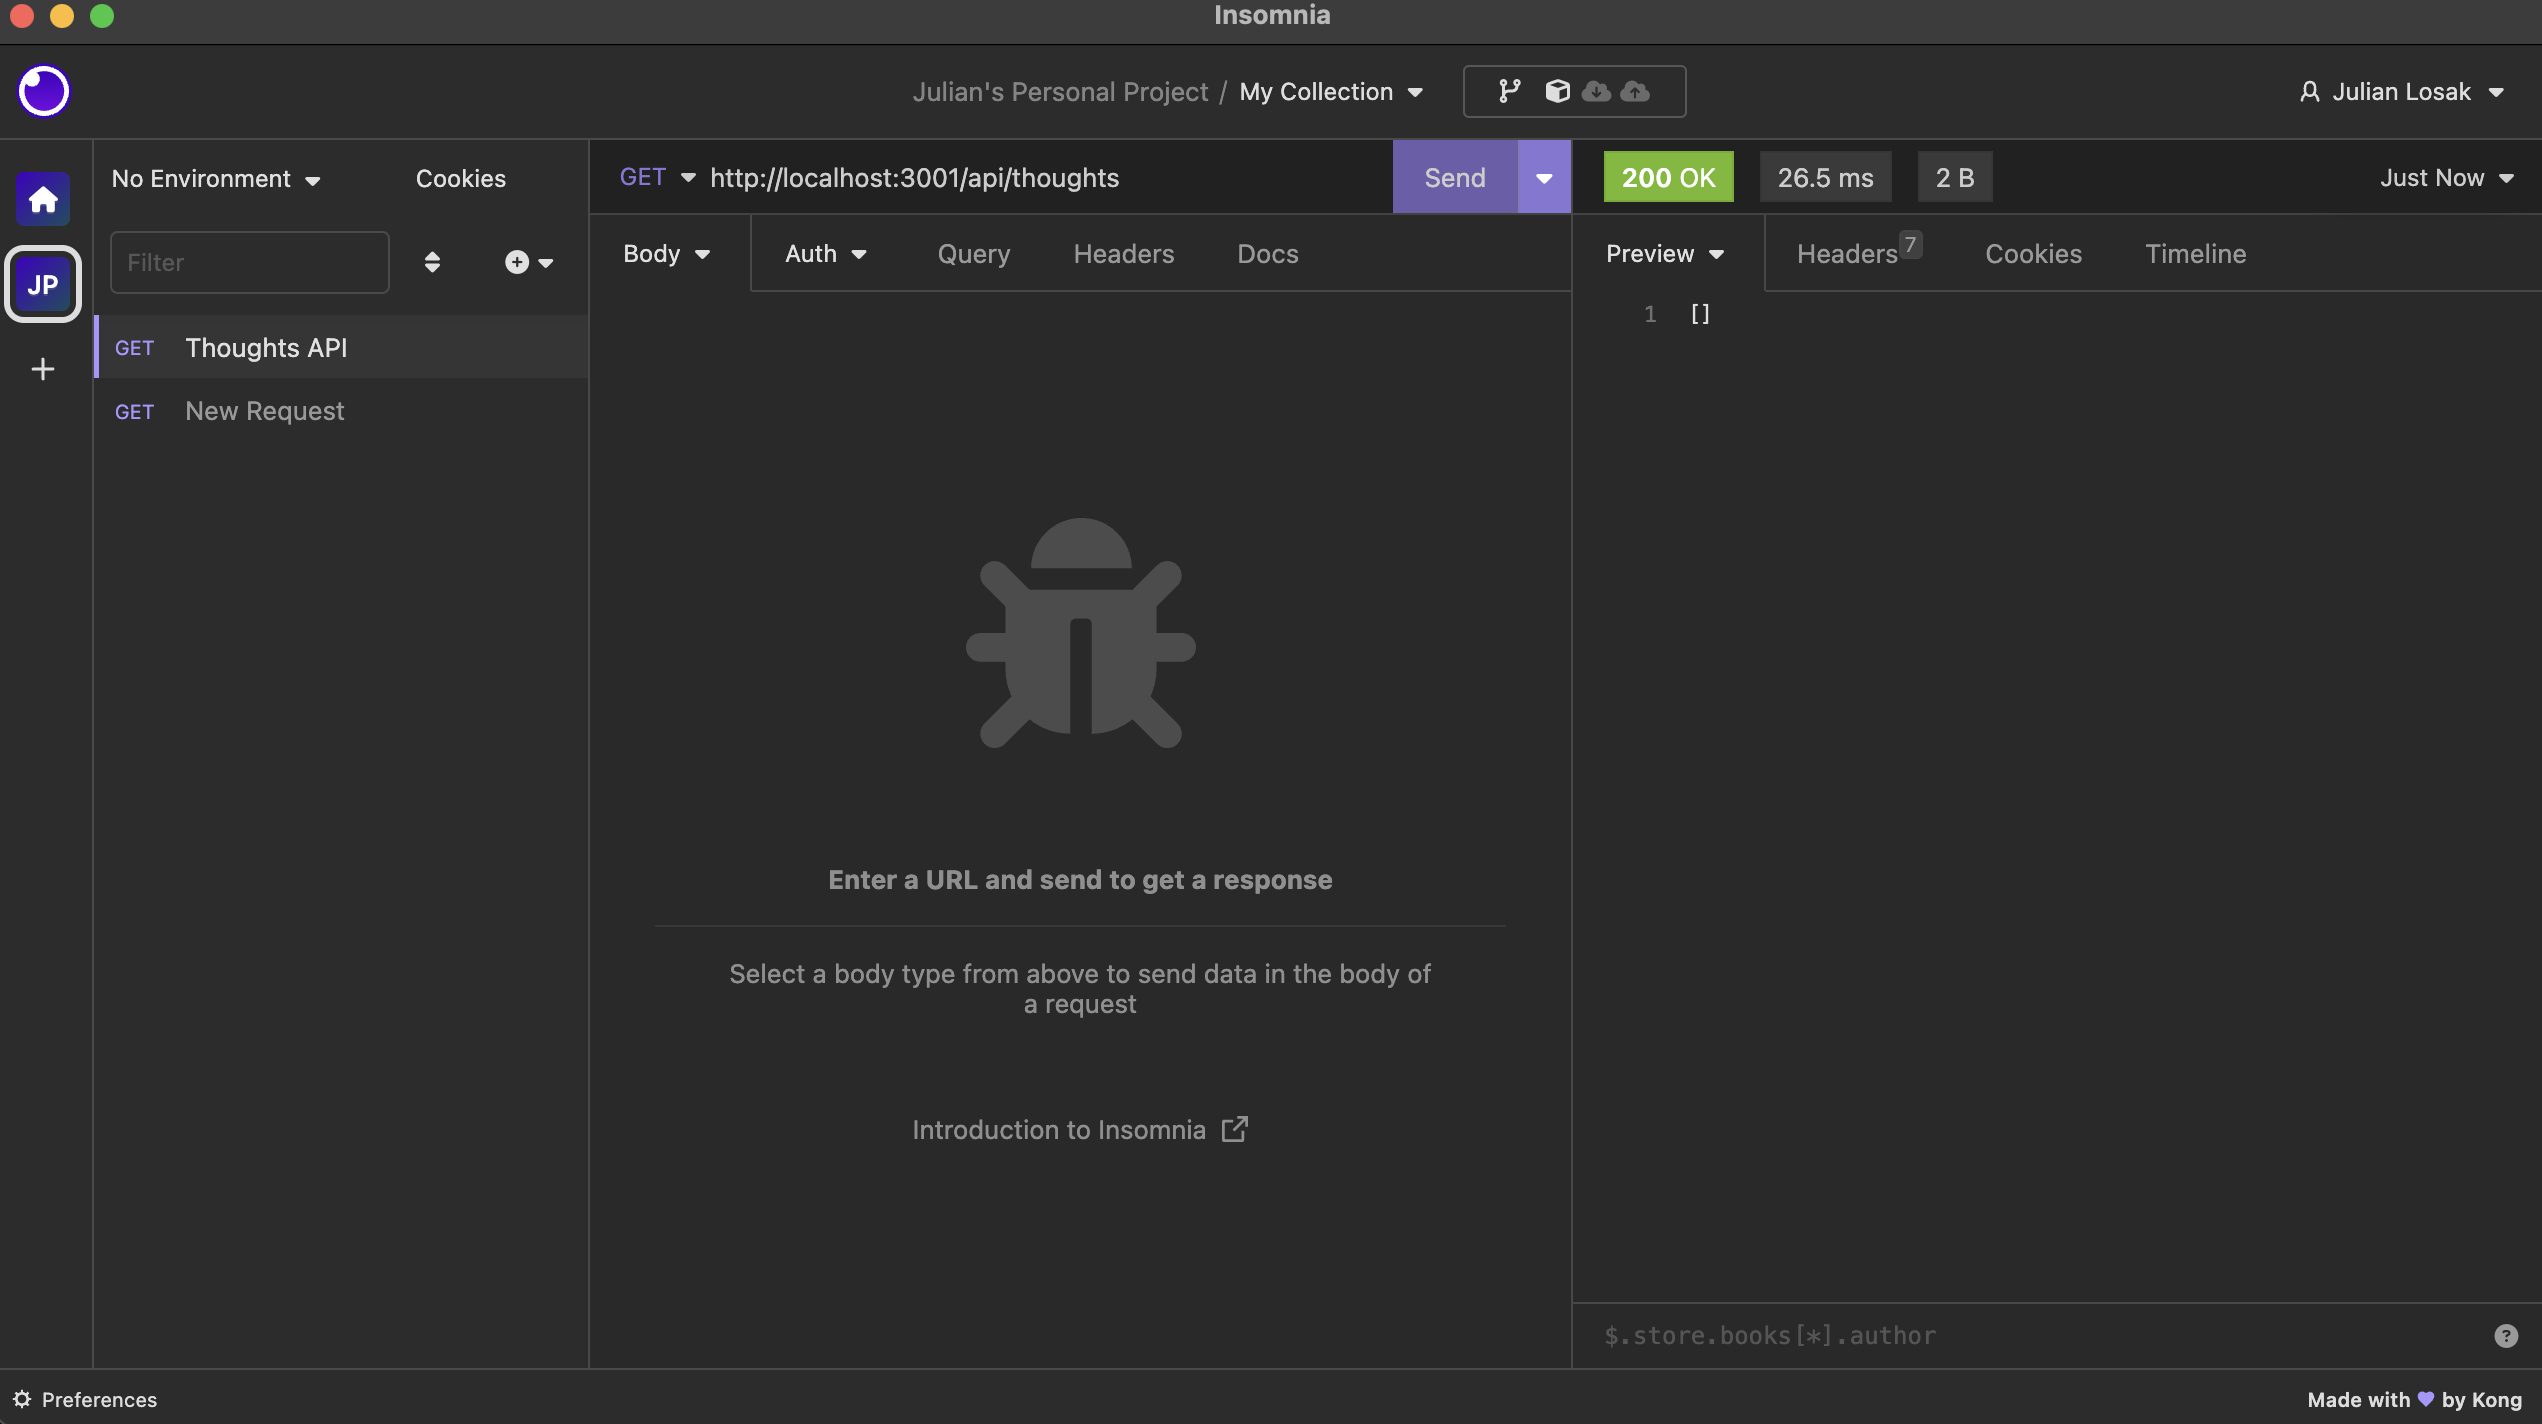 Insomnia
Julian's Personal Project / My Collection
Julian Losak
JP
No Environment
Cookies
Filter
GET Thoughts API
GET New Request
GET http://localhost:3001/api/thoughts
Send
Body
Auth
Query
Headers
Docs
Enter a URL and send to get a response
Select a body type from above to send data in the body of
a request
Introduction to Insomnia
200 OK
26.5 ms
2 B
Just Now
Preview
Headers 7
Cookies
Timeline
1 []
$.store.books[*].author
?
Preferences
Made with 💜 by Kong